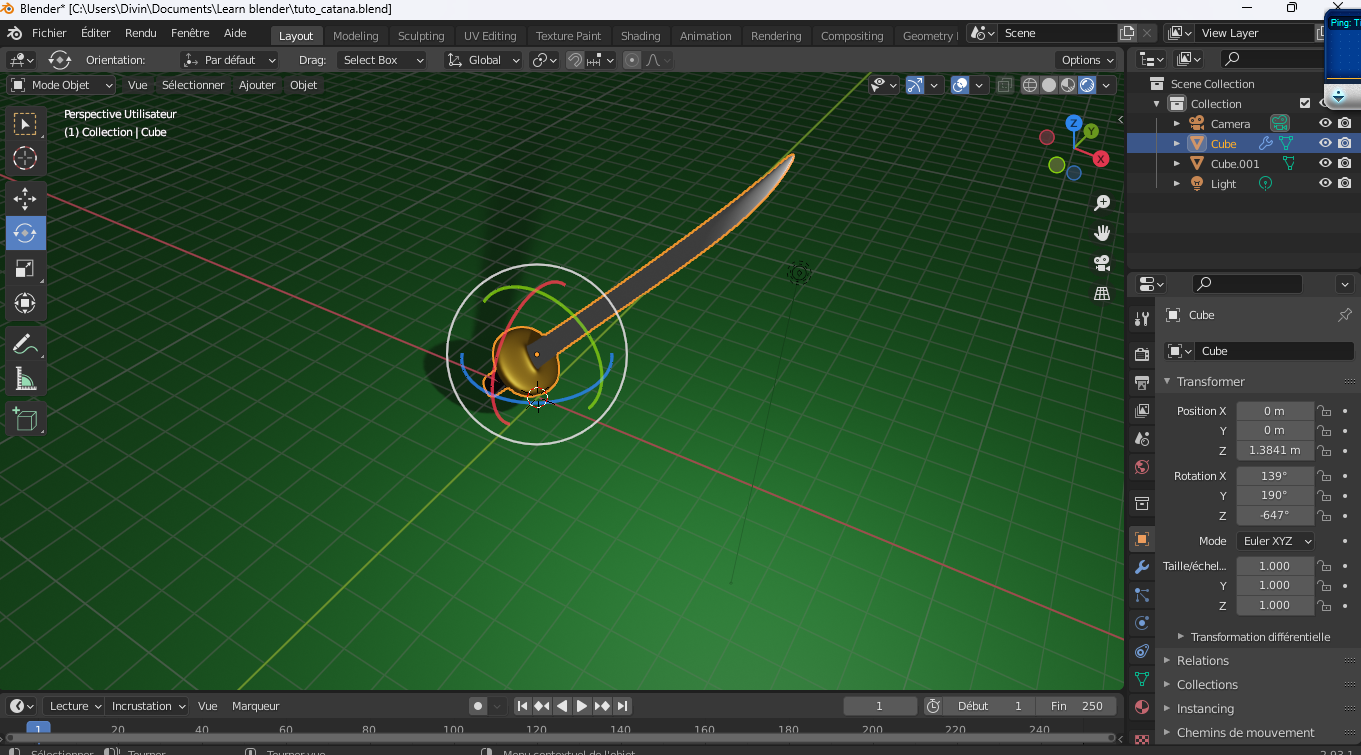 Blender* [C:\Users\Divin\Documents\Learn blender\tuto_catana.blend]
Ping: Ti
Fichier Éditer Rendu Fenêtre Aide Layout Modeling Sculpting UV Editing Texture Paint Shading Animation Rendering Compositing Geometry Scene View Layer
Orientation: Par défaut Drag: Select Box Global Options
Mode Objet Vue Sélectionner Ajouter Objet
Perspective Utilisateur
(1) Collection | Cube
Z
Y
X
Scene Collection
Collection
Camera
Cube
Cube.001
Light
Cube
Cube
Transformer
Position X 0 m
Y 0 m
Z 1.3841 m
Rotation X 139°
Y 190°
Z -647°
Mode Euler XYZ
Taille/échel... 1.000
Y 1.000
Z 1.000
Transformation différentielle
Relations
Collections
Instancing
Chemins de mouvement
Lecture Incrustation Vue Marqueur 1 Début 1 Fin 250
1 20 40 60 80 100 120 140 160 180 200 220 240
Sélectionner Tourner Tourner vue Menu contextuel de l'objet 2.93.1